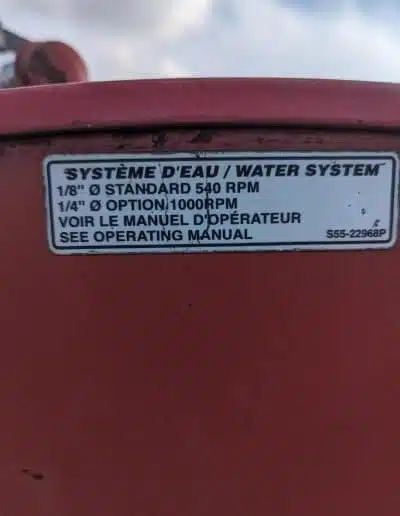 SYSTÈME D'EAU / WATER SYSTEM
1/8" Ø STANDARD 540 RPM
1/4" Ø OPTION 1000RPM
VOIR LE MANUEL D'OPÉRATEUR
SEE OPERATING MANUAL S55-22968P